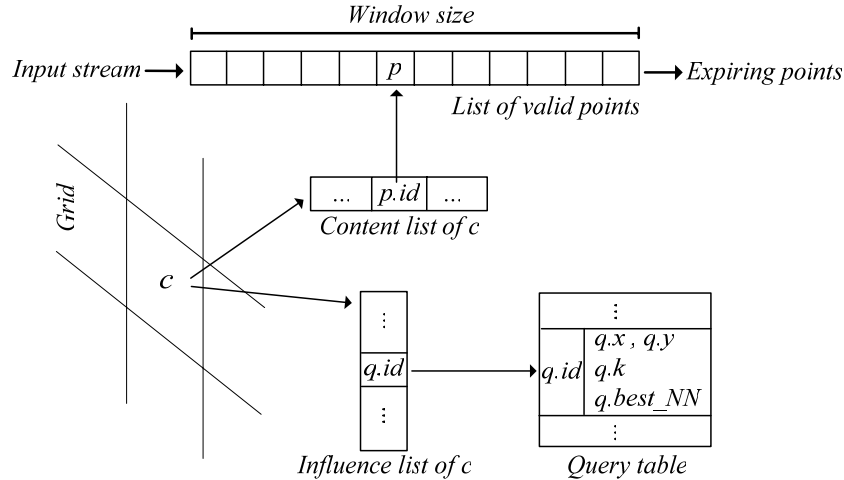 Window size
Input stream
p
Expiring points
List of valid points
Grid
... p.id ...
Content list of c
c
...
q.id
...
Influence list of c
...
q.id
q.x , q.y
q.k
q.best_NN
...
Query table